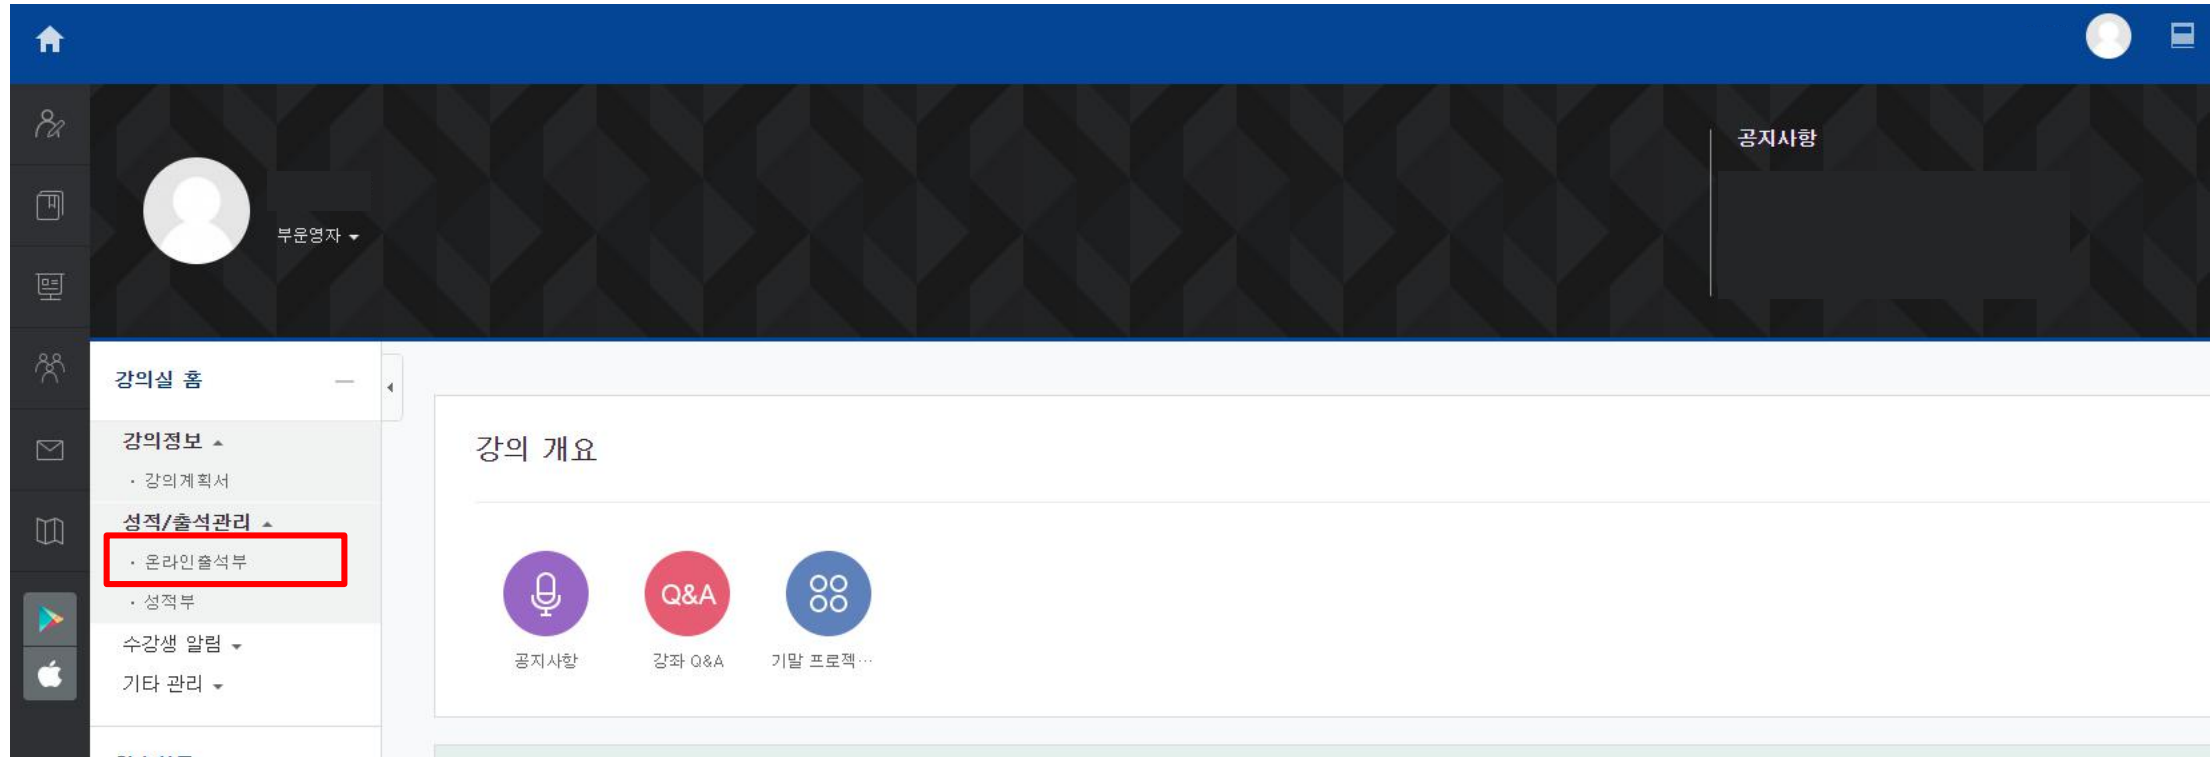 공지사항
부운영자
강의실 홈
강의정보
· 강의계획서
성적/출석관리
· 온라인출석부
· 성적부
수강생 알림
기타 관리
강의 개요
Q&A
공지사항
강좌 Q&A
기말 프로젝…